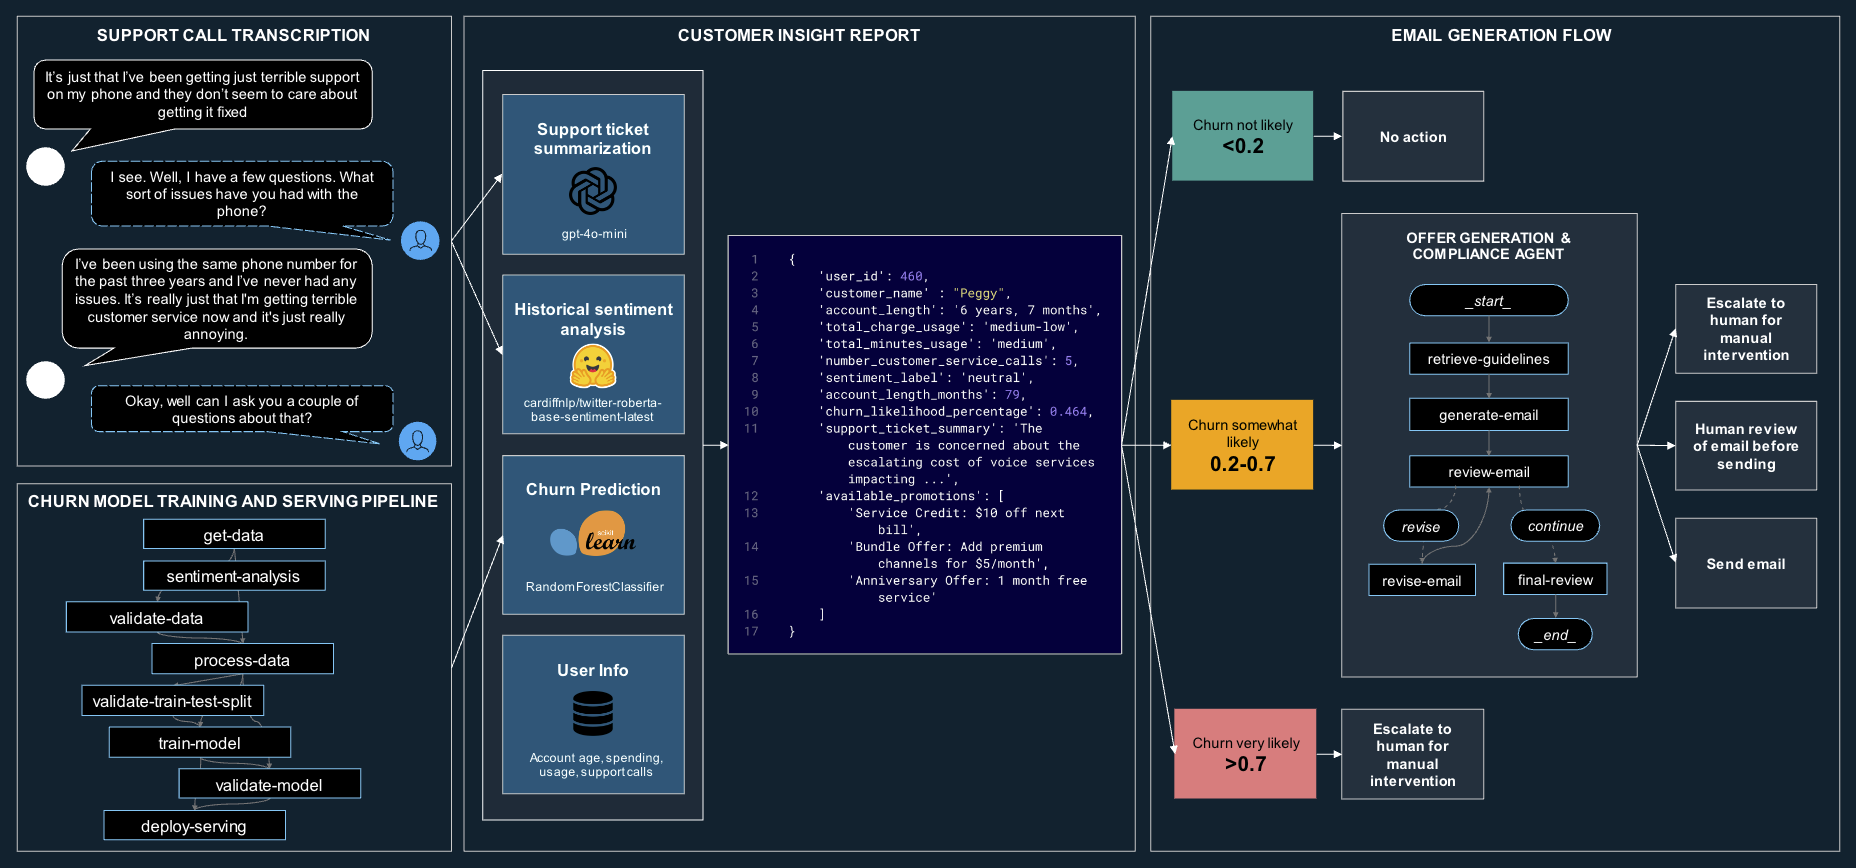 SUPPORT CALL TRANSCRIPTION
It's just that I've been getting just terrible support
on my phone and they don't seem to care about
getting it fixed
I see. Well, I have a few questions. What
sort of issues have you had with the
phone?
I've been using the same phone number for
the past three years and I've never had any
issues. It's really just that I'm getting terrible
customer service now and it's just really
annoying.
Okay, well can I ask you a couple of
questions about that?
CHURN MODEL TRAINING AND SERVING PIPELINE
get-data
sentiment-analysis
validate-data
process-data
validate-train-test-split
train-model
validate-model
deploy-serving
CUSTOMER INSIGHT REPORT
Support ticket
summarization
gpt-4o-mini
Historical sentiment
analysis
cardiffnlp/twitter-roberta-
base-sentiment-latest
Churn Prediction
scikit
learn
RandomForestClassifier
User Info
Account age, spending,
usage, support calls
1 {
2 'user_id': 460,
3 'customer_name' : "Peggy",
4 'account_length': '6 years, 7 months',
5 'total_charge_usage': 'medium-low',
6 'total_minutes_usage': 'medium',
7 'number_customer_service_calls': 5,
8 'sentiment_label': 'neutral',
9 'account_length_months': 79,
10 'churn_likelihood_percentage': 0.464,
11 'support_ticket_summary': 'The
customer is concerned about the
escalating cost of voice services
impacting ...',
12 'available_promotions': [
13 'Service Credit: $10 off next
bill',
14 'Bundle Offer: Add premium
channels for $5/month',
15 'Anniversary Offer: 1 month free
service'
16 ]
17 }
EMAIL GENERATION FLOW
Churn not likely
<0.2
No action
Churn somewhat
likely
0.2-0.7
OFFER GENERATION &
COMPLIANCE AGENT
_start_
retrieve-guidelines
generate-email
review-email
revise
continue
revise-email
final-review
_end_
Escalate to
human for
manual
intervention
Human review
of email before
sending
Send email
Churn very likely
>0.7
Escalate to
human for
manual
intervention